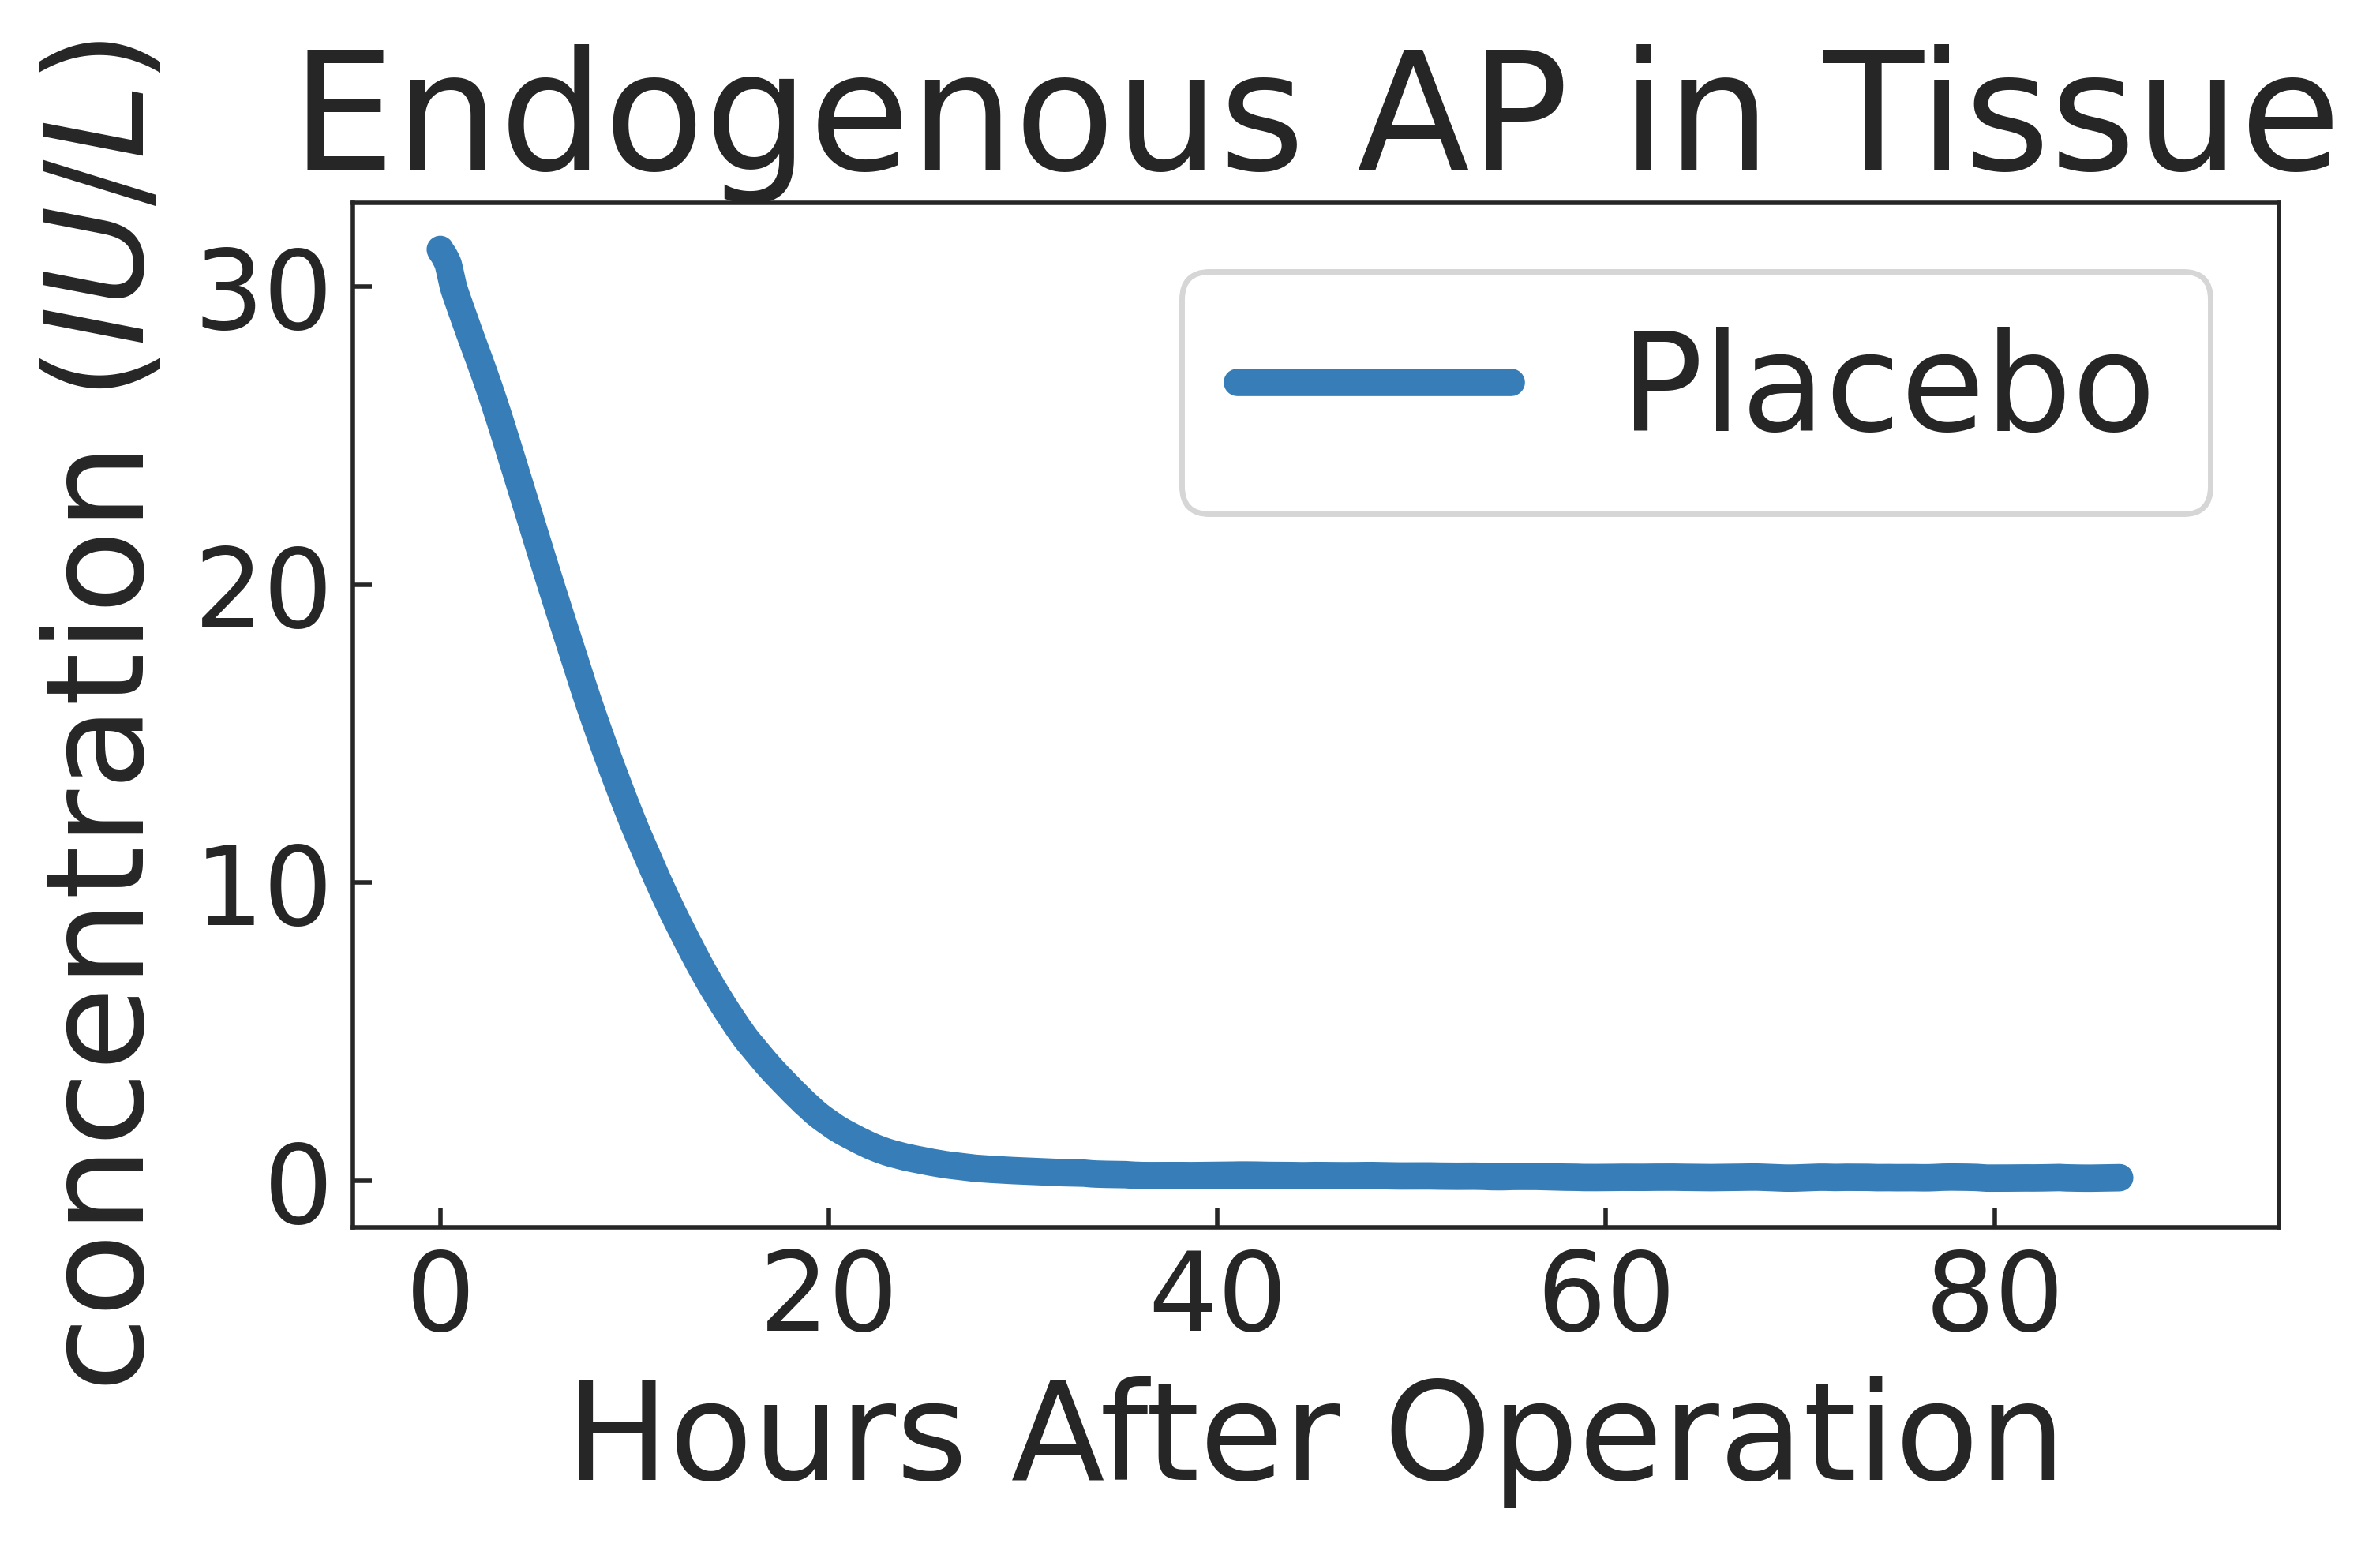 Endogenous AP in Tissue
concentration (IU/L)
30
20
10
0
Placebo
0 20 40 60 80
Hours After Operation